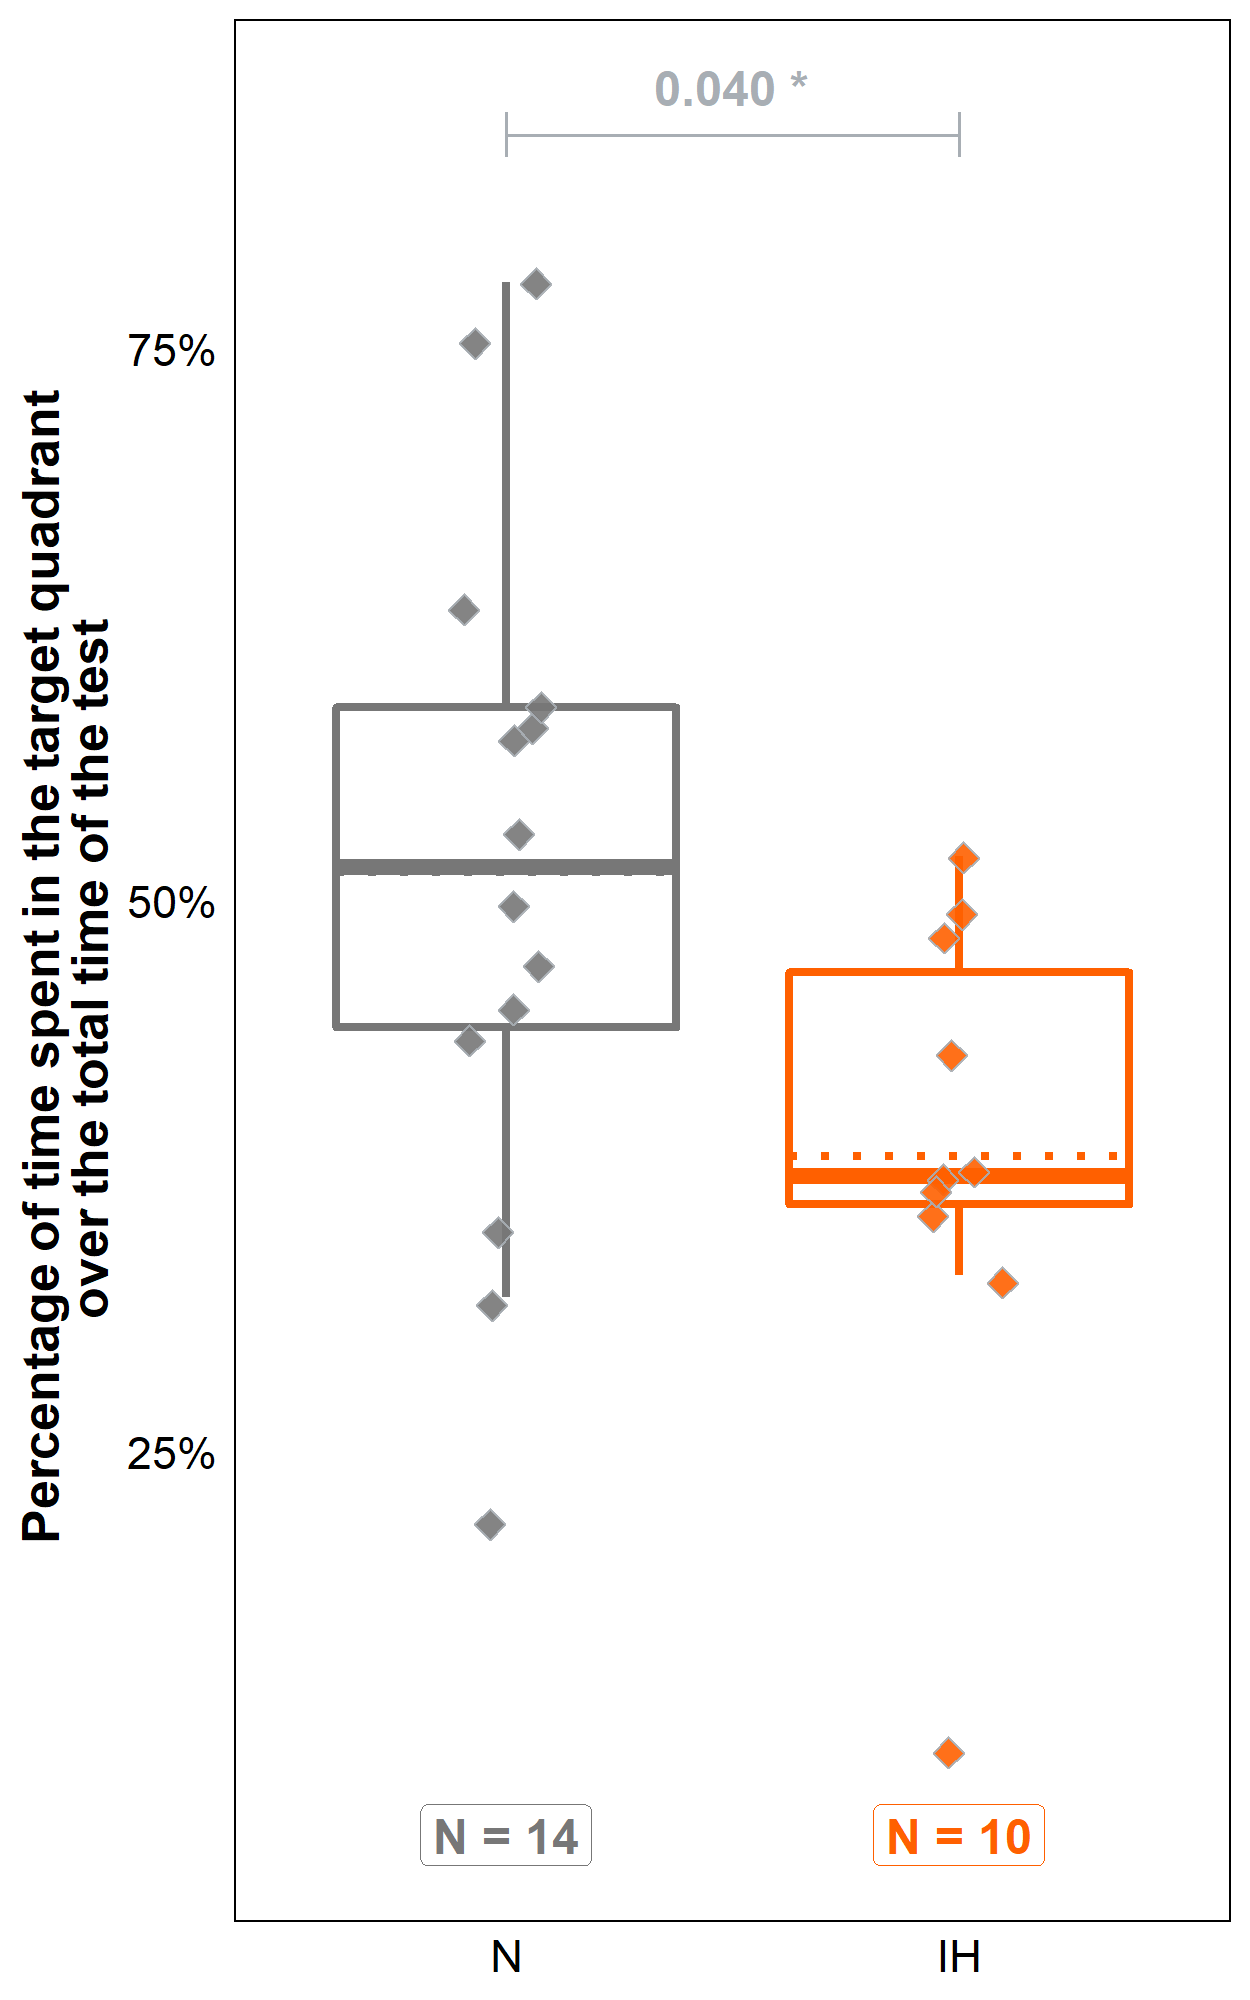 0.040 *
Percentage of time spent in the target quadrant
over the total time of the test
75%
50%
25%
N = 14
N = 10
N
IH